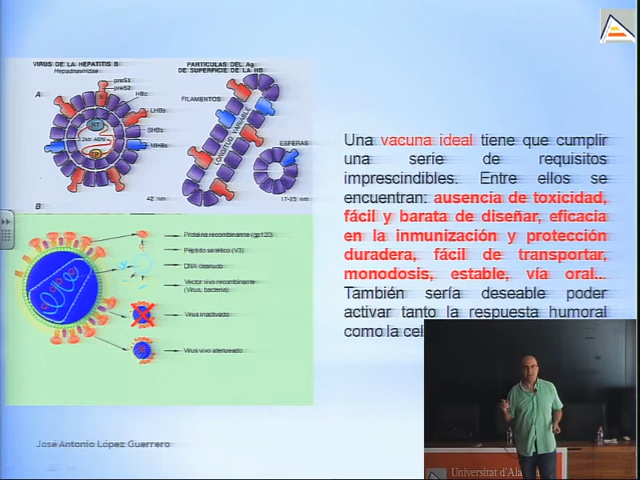 VIRUS DE LA HEPATITIS B
Hepadnaviridae
PARTICULAS DEL Ag
DE SUPERFICIE DE LA HB
A
preS1
preS2
S
HBc
LHBs
SHBs
MHBs
RT
TP
42 nm
FILAMENTOS
LONGITUD VARIABLE
ESFERAS
17-25 nm
B
Proteína recombinante (gp120)
Péptido sintético (V3)
DNA desnudo
Vector vivo recombinante
(Virus, bacteria)
Virus inactivado
Virus vivo atenuado
Una vacuna ideal tiene que cumplir
una serie de requisitos
imprescindibles. Entre ellos se
encuentran: ausencia de toxicidad,
fácil y barata de diseñar, eficacia
en la inmunización y protección
duradera, fácil de transportar,
monodosis, estable, vía oral...
También sería deseable poder
activar tanto la respuesta humoral
como la cel
José Antonio López Guerrero
Universitat d'Ala